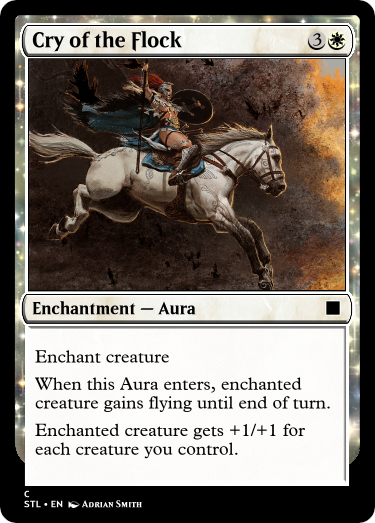 Cry of the Flock 3
Enchantment — Aura
Enchant creature
When this Aura enters, enchanted
creature gains flying until end of turn.
Enchanted creature gets +1/+1 for
each creature you control.
C
STL • EN Adrian Smith